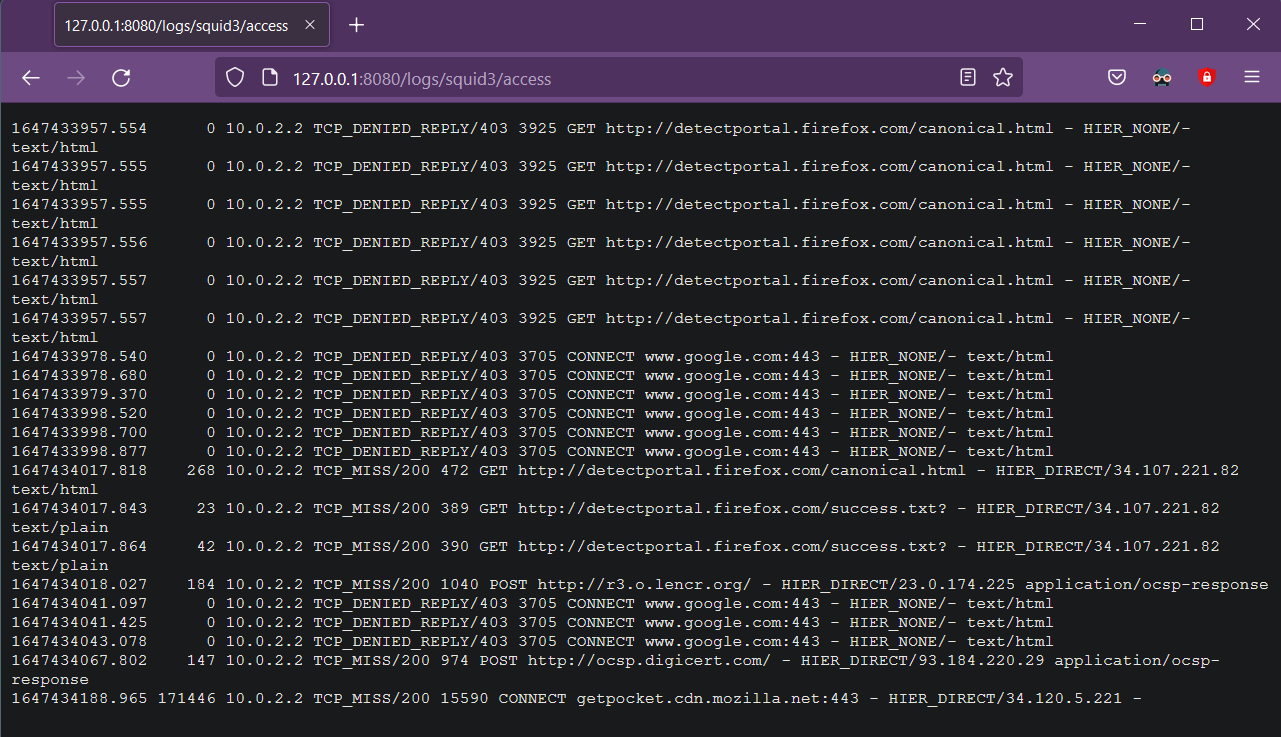 127.0.0.1:8080/logs/squid3/access
127.0.0.1:8080/logs/squid3/access
1647433957.554      0 10.0.2.2 TCP_DENIED_REPLY/403 3925 GET http://detectportal.firefox.com/canonical.html - HIER_NONE/-
text/html
1647433957.555      0 10.0.2.2 TCP_DENIED_REPLY/403 3925 GET http://detectportal.firefox.com/canonical.html - HIER_NONE/-
text/html
1647433957.555      0 10.0.2.2 TCP_DENIED_REPLY/403 3925 GET http://detectportal.firefox.com/canonical.html - HIER_NONE/-
text/html
1647433957.556      0 10.0.2.2 TCP_DENIED_REPLY/403 3925 GET http://detectportal.firefox.com/canonical.html - HIER_NONE/-
text/html
1647433957.557      0 10.0.2.2 TCP_DENIED_REPLY/403 3925 GET http://detectportal.firefox.com/canonical.html - HIER_NONE/-
text/html
1647433957.557      0 10.0.2.2 TCP_DENIED_REPLY/403 3925 GET http://detectportal.firefox.com/canonical.html - HIER_NONE/-
text/html
1647433978.540      0 10.0.2.2 TCP_DENIED_REPLY/403 3705 CONNECT www.google.com:443 - HIER_NONE/- text/html
1647433978.680      0 10.0.2.2 TCP_DENIED_REPLY/403 3705 CONNECT www.google.com:443 - HIER_NONE/- text/html
1647433979.370      0 10.0.2.2 TCP_DENIED_REPLY/403 3705 CONNECT www.google.com:443 - HIER_NONE/- text/html
1647433998.520      0 10.0.2.2 TCP_DENIED_REPLY/403 3705 CONNECT www.google.com:443 - HIER_NONE/- text/html
1647433998.700      0 10.0.2.2 TCP_DENIED_REPLY/403 3705 CONNECT www.google.com:443 - HIER_NONE/- text/html
1647433998.877      0 10.0.2.2 TCP_DENIED_REPLY/403 3705 CONNECT www.google.com:443 - HIER_NONE/- text/html
1647434017.818    268 10.0.2.2 TCP_MISS/200 472 GET http://detectportal.firefox.com/canonical.html - HIER_DIRECT/34.107.221.82
text/html
1647434017.843     23 10.0.2.2 TCP_MISS/200 389 GET http://detectportal.firefox.com/success.txt? - HIER_DIRECT/34.107.221.82
text/plain
1647434017.864     42 10.0.2.2 TCP_MISS/200 390 GET http://detectportal.firefox.com/success.txt? - HIER_DIRECT/34.107.221.82
text/plain
1647434018.027    184 10.0.2.2 TCP_MISS/200 1040 POST http://r3.o.lencr.org/ - HIER_DIRECT/23.0.174.225 application/ocsp-response
1647434041.097      0 10.0.2.2 TCP_DENIED_REPLY/403 3705 CONNECT www.google.com:443 - HIER_NONE/- text/html
1647434041.425      0 10.0.2.2 TCP_DENIED_REPLY/403 3705 CONNECT www.google.com:443 - HIER_NONE/- text/html
1647434043.078      0 10.0.2.2 TCP_DENIED_REPLY/403 3705 CONNECT www.google.com:443 - HIER_NONE/- text/html
1647434067.802    147 10.0.2.2 TCP_MISS/200 974 POST http://ocsp.digicert.com/ - HIER_DIRECT/93.184.220.29 application/ocsp-
response
1647434188.965 171446 10.0.2.2 TCP_MISS/200 15590 CONNECT getpocket.cdn.mozilla.net:443 - HIER_DIRECT/34.120.5.221 -